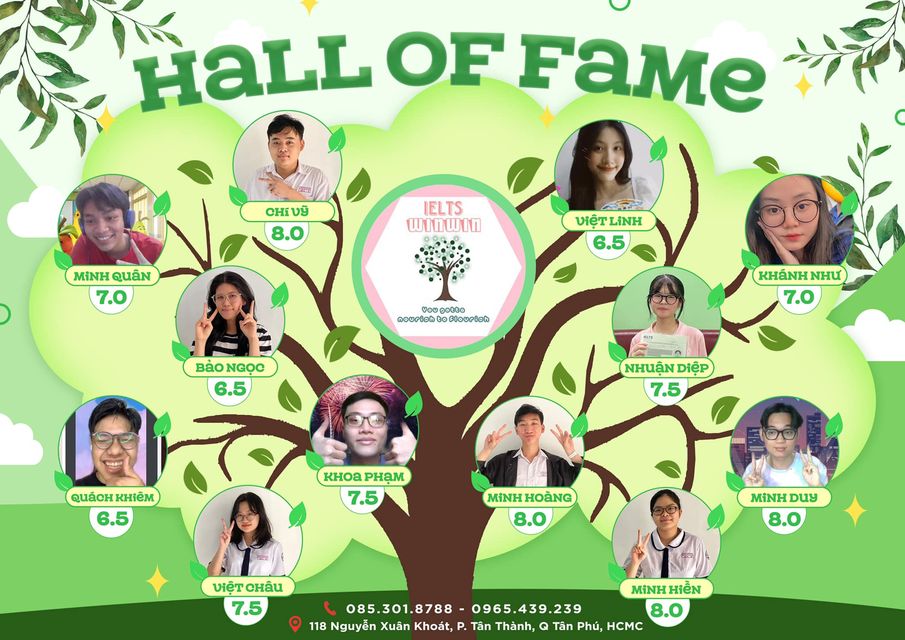 HaLL OF FaMe
IELTS
WINWIN
You gotta
nourish to flourish
CHÍ VỸ
8.0
VIỆT LINH
6.5
MINH QUÂN
7.0
KHÁNH NHƯ
7.0
BẢO NGỌC
6.5
NHUẬN DIỆP
7.5
IELTS
KHOA PHẠM
7.5
QUÁCH KHIÊM
6.5
MINH HOÀNG
8.0
MINH DUY
8.0
VIỆT CHÂU
7.5
MINH HIỀN
8.0
085.301.8788 - 0965.439.239
118 Nguyễn Xuân Khoát, P. Tân Thành, Q Tân Phú, HCMC